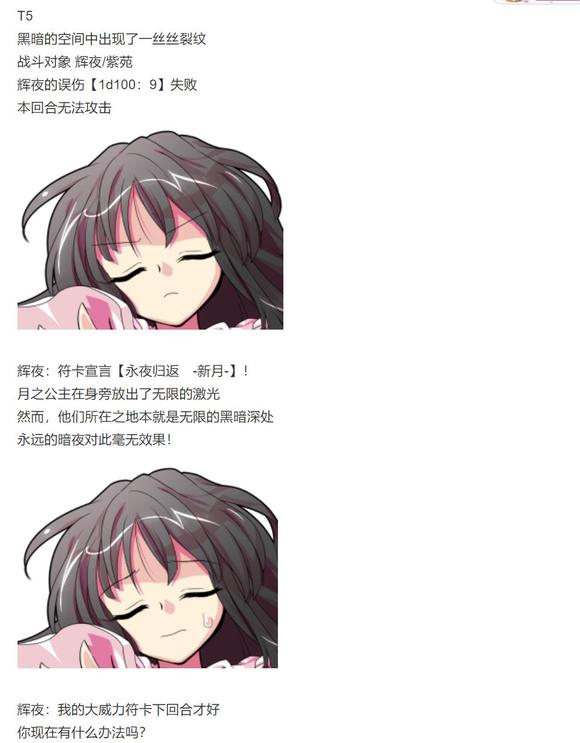 T5
黑暗的空间中出现了一丝丝裂纹
战斗对象 辉夜/紫苑
辉夜的误伤【1d100：9】失败
本回合无法攻击
辉夜：符卡宣言【永夜归返　-新月-】！
月之公主在身旁放出了无限的激光
然而，他们所在之地本就是无限的黑暗深处
永远的暗夜对此毫无效果！
辉夜：我的大威力符卡下回合才好
你现在有什么办法吗？